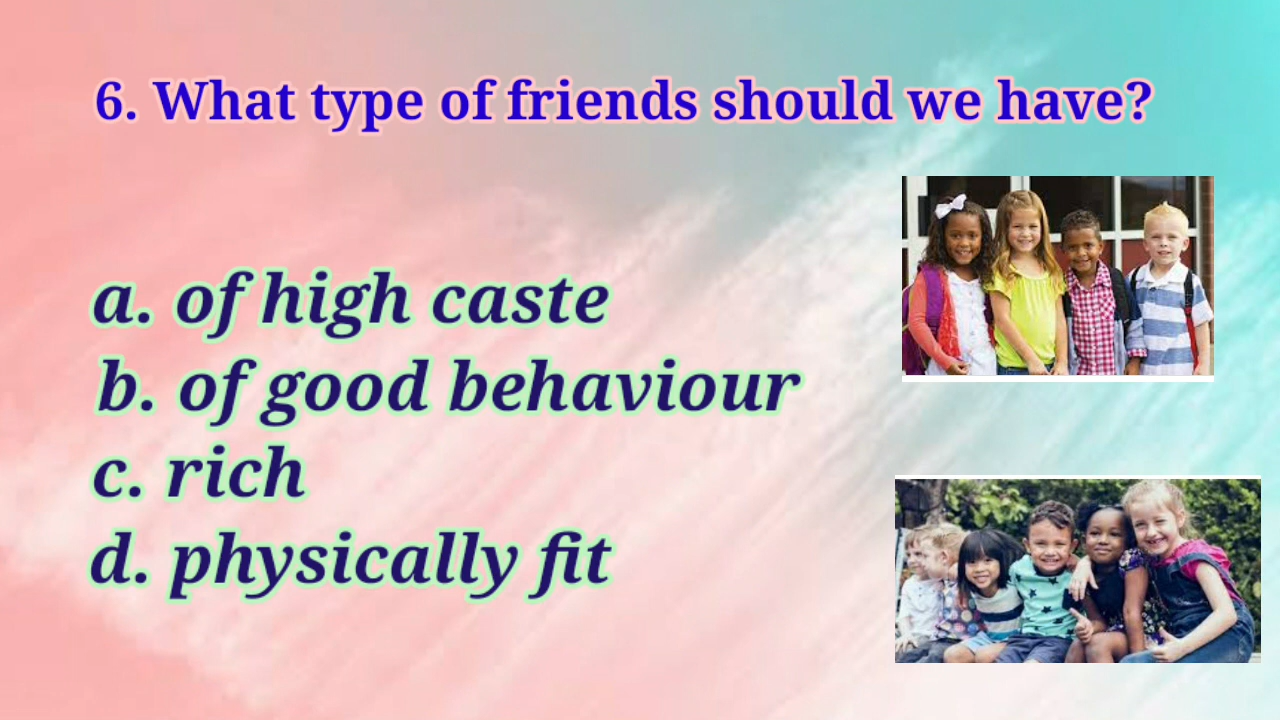 6. What type of friends should we have?
a. of high caste
b. of good behaviour
c. rich
d. physically fit